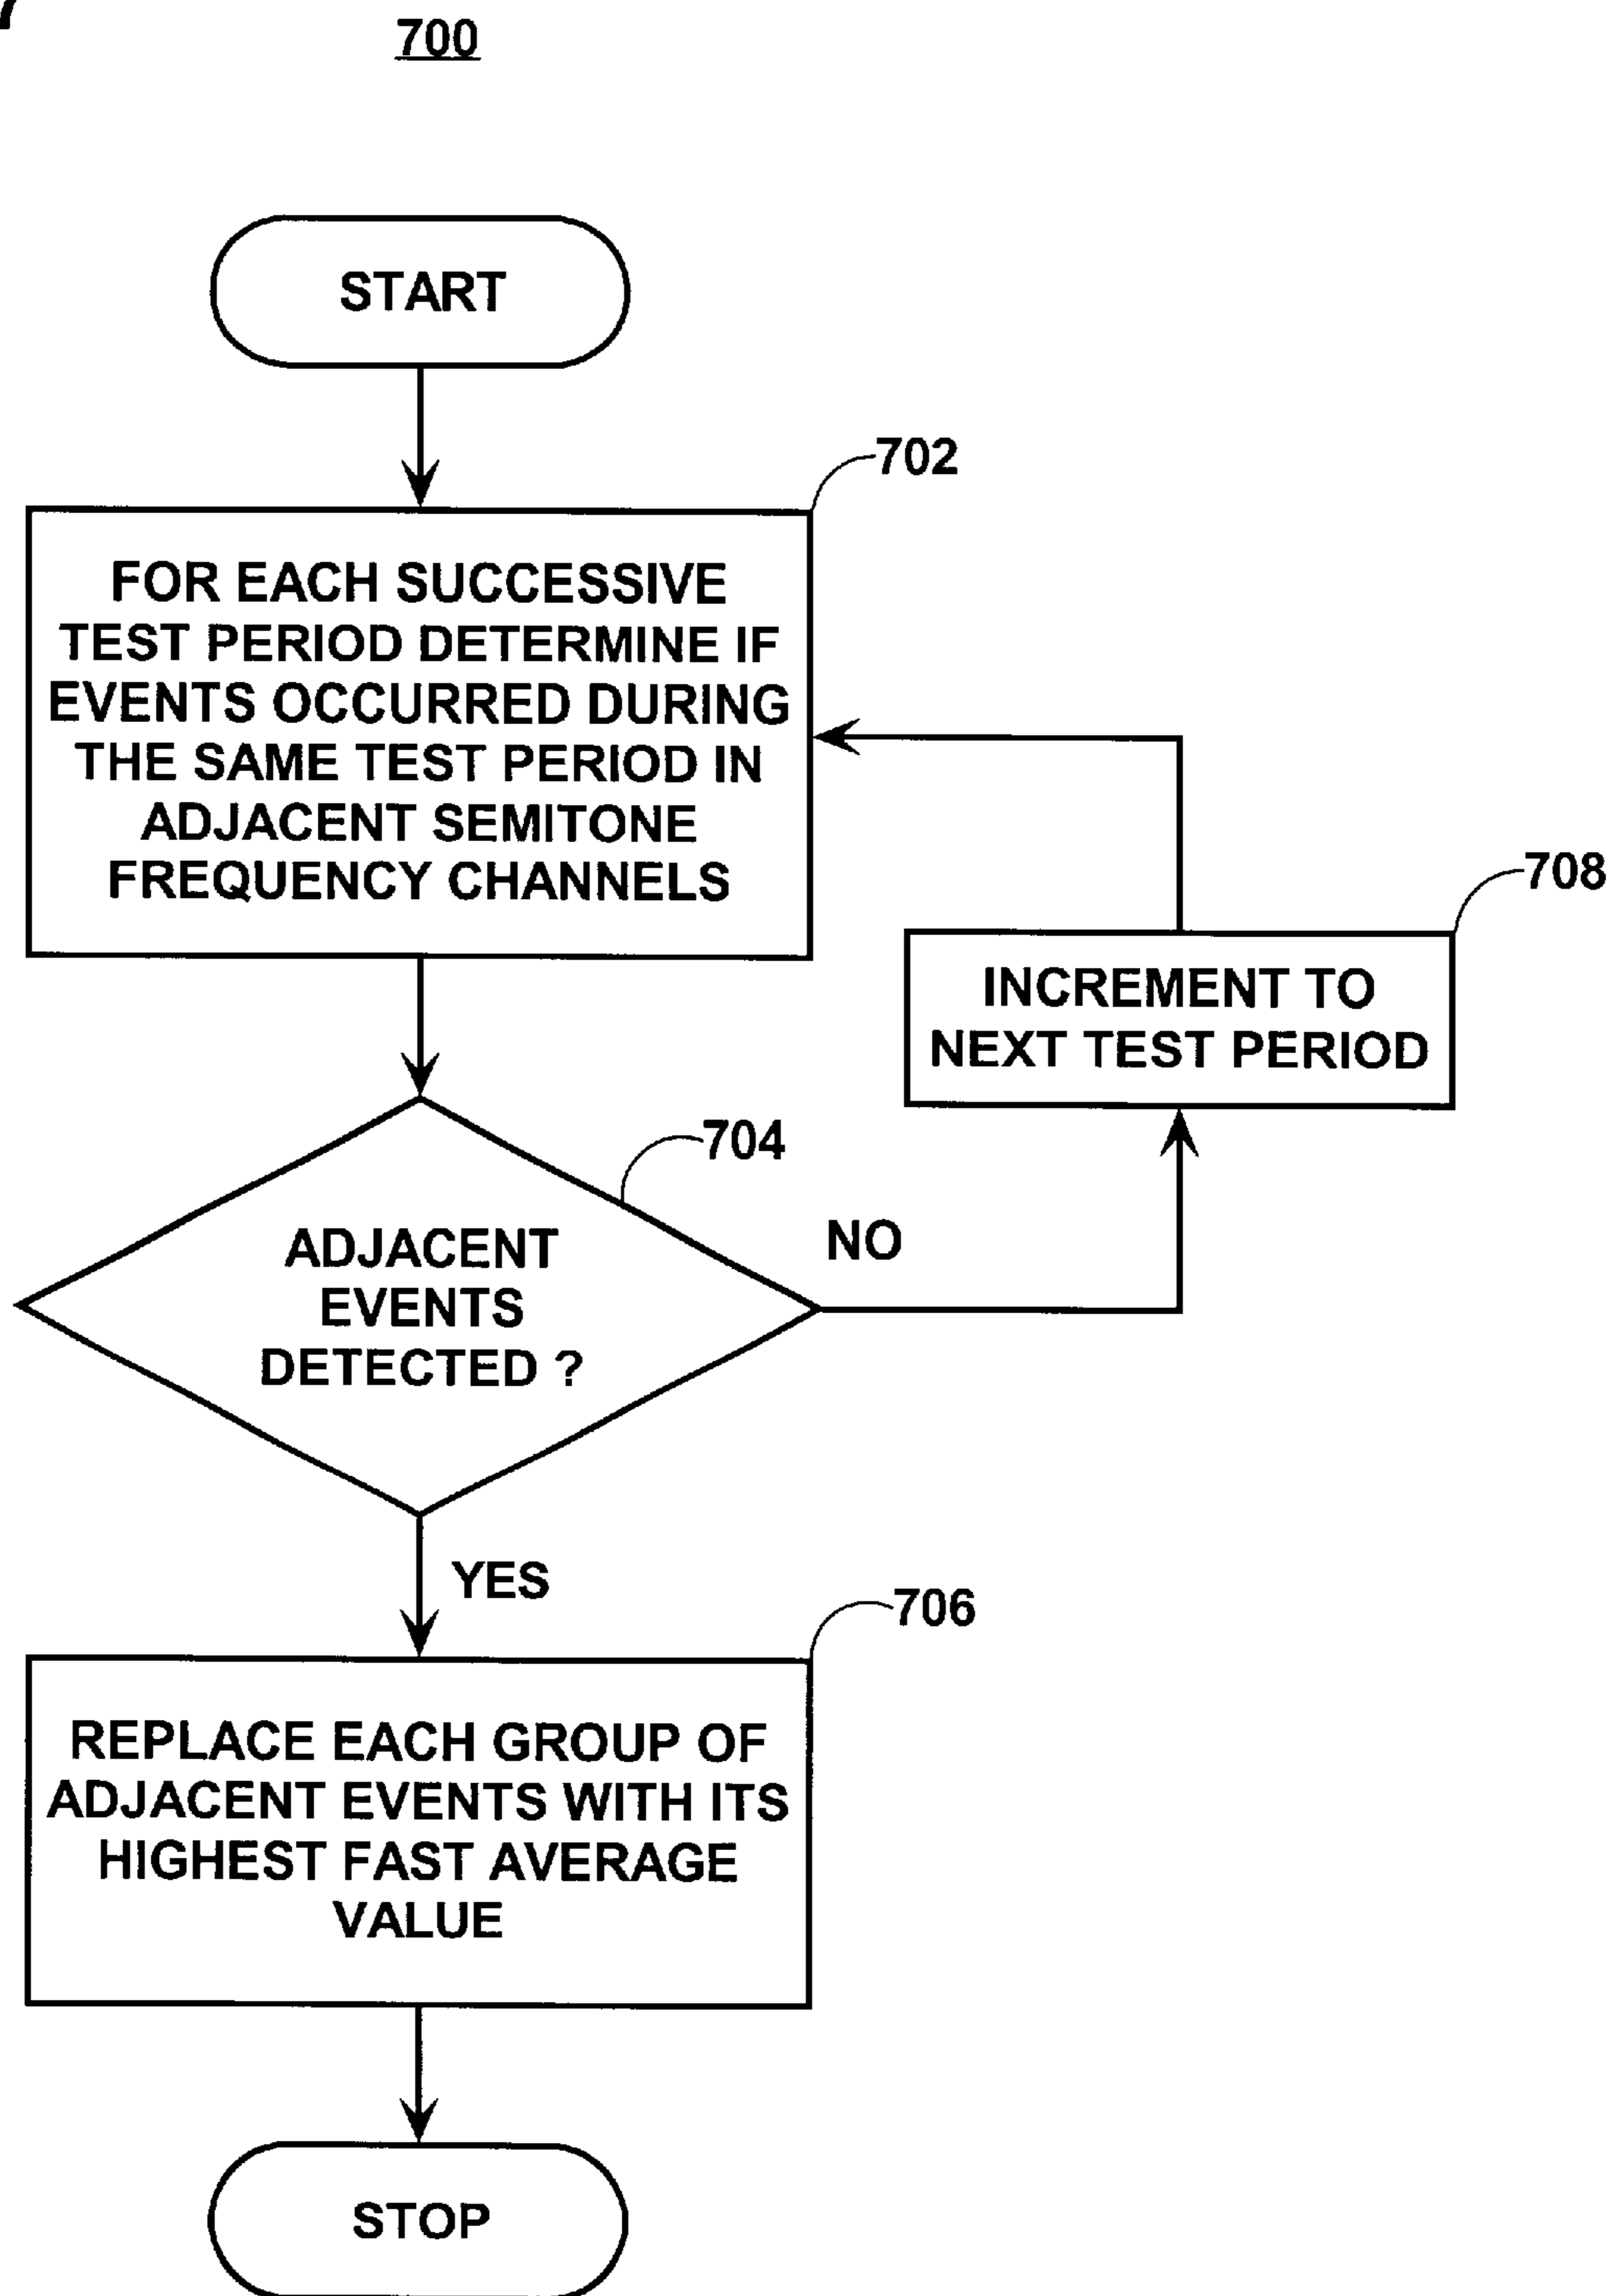 700
START
702
FOR EACH SUCCESSIVE
TEST PERIOD DETERMINE IF
EVENTS OCCURRED DURING
THE SAME TEST PERIOD IN
ADJACENT SEMITONE
FREQUENCY CHANNELS
708
INCREMENT TO
NEXT TEST PERIOD
704
ADJACENT
EVENTS
DETECTED ?
NO
YES
706
REPLACE EACH GROUP OF
ADJACENT EVENTS WITH ITS
HIGHEST FAST AVERAGE
VALUE
STOP